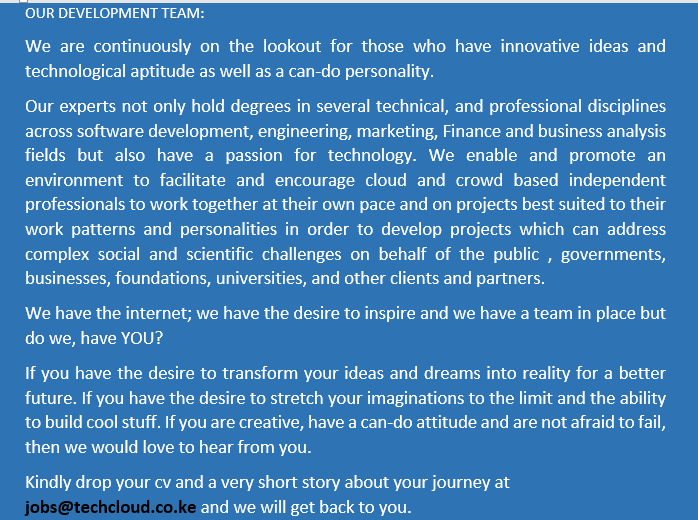 OUR DEVELOPMENT TEAM:
We are continuously on the lookout for those who have innovative ideas and
technological aptitude as well as a can-do personality.
Our experts not only hold degrees in several technical, and professional disciplines
across software development, engineering, marketing, Finance and business analysis
fields but also have a passion for technology. We enable and promote an
environment to facilitate and encourage cloud and crowd based independent
professionals to work together at their own pace and on projects best suited to their
work patterns and personalities in order to develop projects which can address
complex social and scientific challenges on behalf of the public , governments,
businesses, foundations, universities, and other clients and partners.
We have the internet; we have the desire to inspire and we have a team in place but
do we, have YOU?
If you have the desire to transform your ideas and dreams into reality for a better
future. If you have the desire to stretch your imaginations to the limit and the ability
to build cool stuff. If you are creative, have a can-do attitude and are not afraid to fail,
then we would love to hear from you.
Kindly drop your cv and a very short story about your journey at
jobs@techcloud.co.ke and we will get back to you.